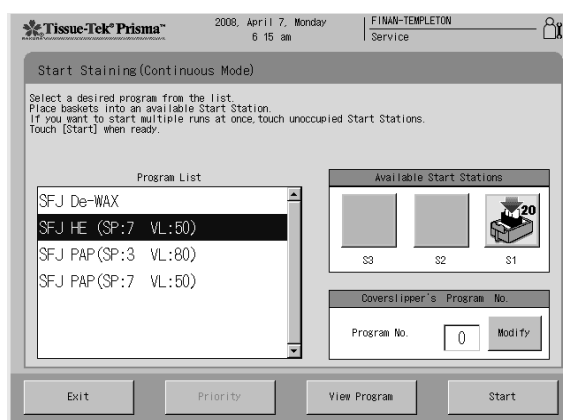 Tissue-Tek® Prisma™
2008, April 7, Monday
6 15 am
FINAN-TEMPLETON
Service
Start Staining(Continuous Mode)
Select a desired program from the list.
Place baskets into an available Start Station.
If you want to start multiple runs at once,touch unoccupied Start Stations.
Touch [Start] when ready.
Program List
SFJ De-WAX
SFJ HE (SP:7 VL:50)
SFJ PAP(SP:3 VL:80)
SFJ PAP(SP:7 VL:50)
Available Start Stations
20
S3 S2 S1
Coverslipper's Program No.
Program No. 0 Modify
Exit Priority View Program Start